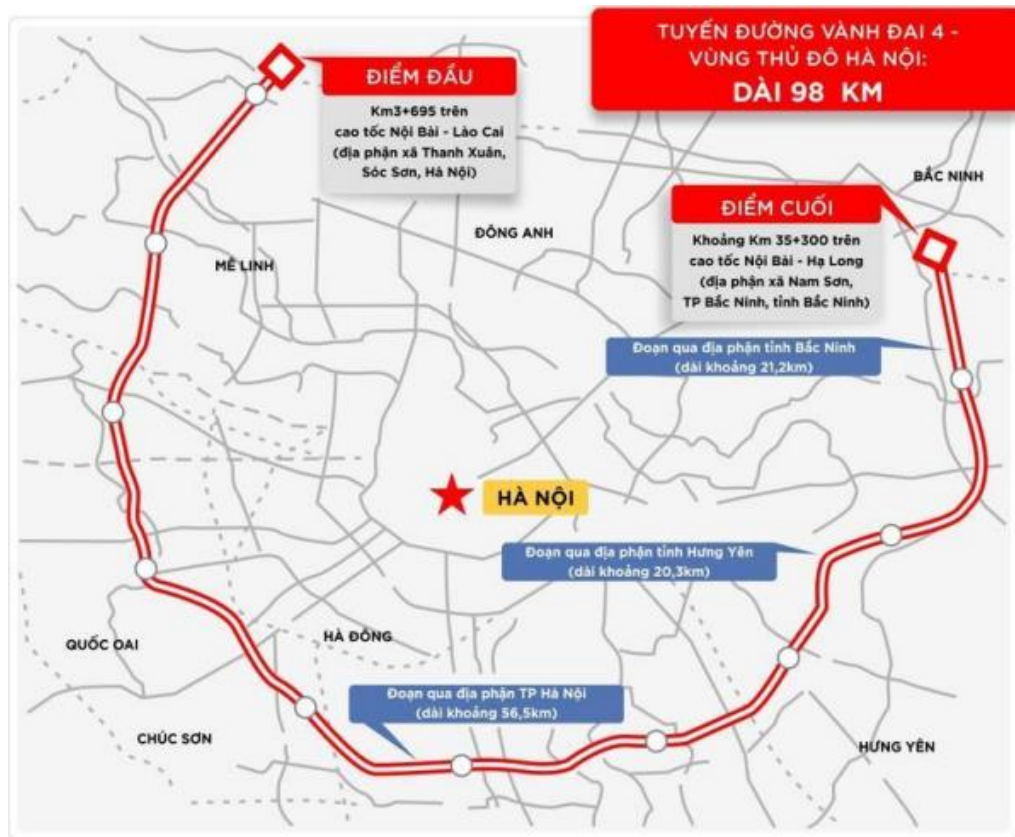 TUYẾN ĐƯỜNG VÀNH ĐAI 4 -
VÙNG THỦ ĐÔ HÀ NỘI:
DÀI 98 KM
ĐIỂM ĐẦU
Km3+695 trên
cao tốc Nội Bài - Lào Cai
(địa phận xã Thanh Xuân,
Sóc Sơn, Hà Nội)
BẮC NINH
ĐIỂM CUỐI
Khoảng Km 35+300 trên
cao tốc Nội Bài - Hạ Long
(địa phận xã Nam Sơn,
TP Bắc Ninh, tỉnh Bắc Ninh)
ĐÔNG ANH
MÊ LINH
Đoạn qua địa phận tỉnh Bắc Ninh
(dài khoảng 21,2km)
HÀ NỘI
Đoạn qua địa phận tỉnh Hưng Yên
(dài khoảng 20,3km)
HÀ ĐÔNG
QUỐC OAI
Đoạn qua địa phận TP Hà Nội
(dài khoảng 56,5km)
CHÚC SƠN
HƯNG YÊN